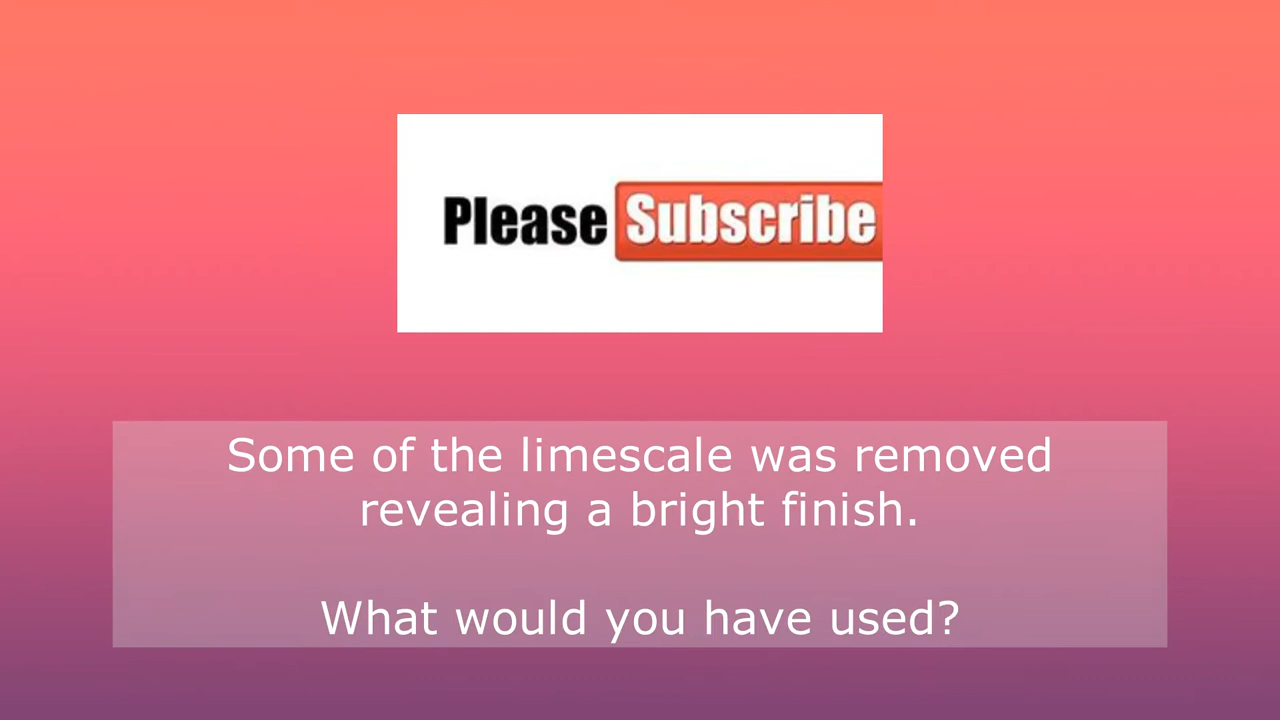 Please Subscribe
Some of the limescale was removed
revealing a bright finish.
What would you have used?